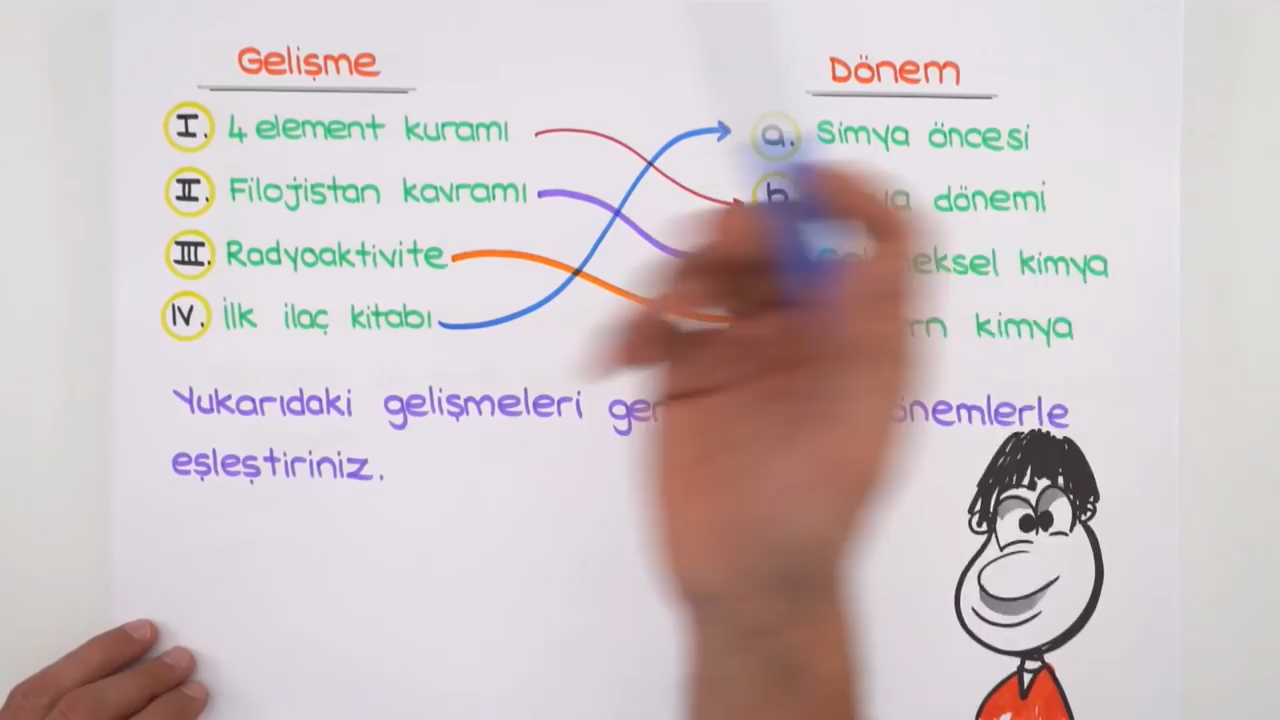 Gelişme Dönem
I. 4 element kuramı a. Simya öncesi
II. Filojistan kavramı b dönemi
III. Radyoaktivite kimya
IV. İlk ilaç kitabı kimya
Yukarıdaki gelişmeleri
eşleştiriniz.